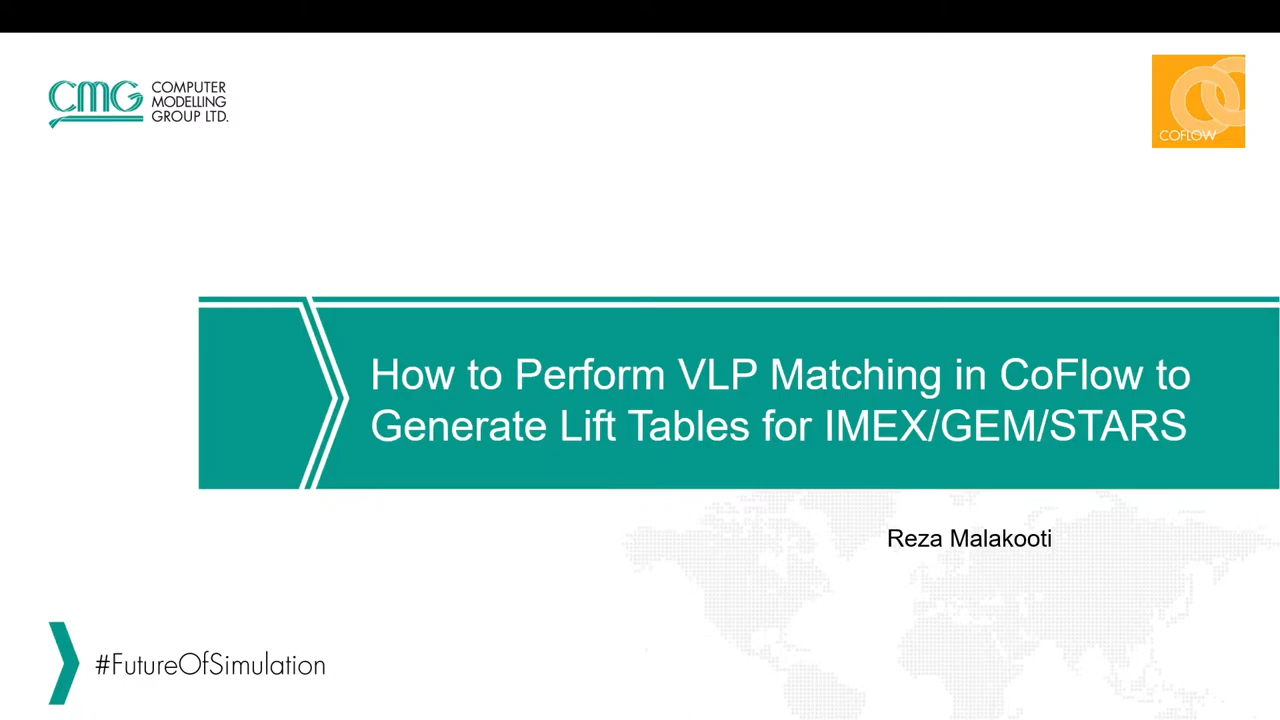 CMG
COMPUTER
MODELLING
GROUP LTD.
COFLOW
How to Perform VLP Matching in CoFlow to
Generate Lift Tables for IMEX/GEM/STARS
Reza Malakooti
#FutureOfSimulation